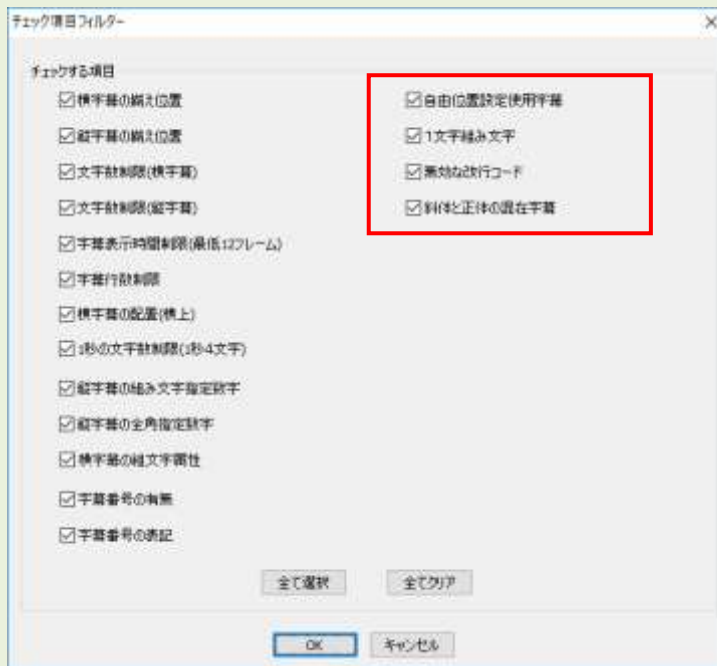 チェック項目フィルター
チェックする項目
横字幕の揃え位置
縦字幕の揃え位置
文字数制限(横字幕)
文字数制限(縦字幕)
字幕表示時間制限(最低12フレーム)
字幕行数制限
横字幕の配置(横上)
1秒の文字数制限(1秒4文字)
縦字幕の組み文字指定数字
縦字幕の全角指定数字
横字幕の組文字属性
字幕番号の有無
字幕番号の表記
自由位置設定使用字幕
1文字組み文字
無効な改行コード
斜体と正体の混在字幕
全て選択
全てクリア
OK
キャンセル